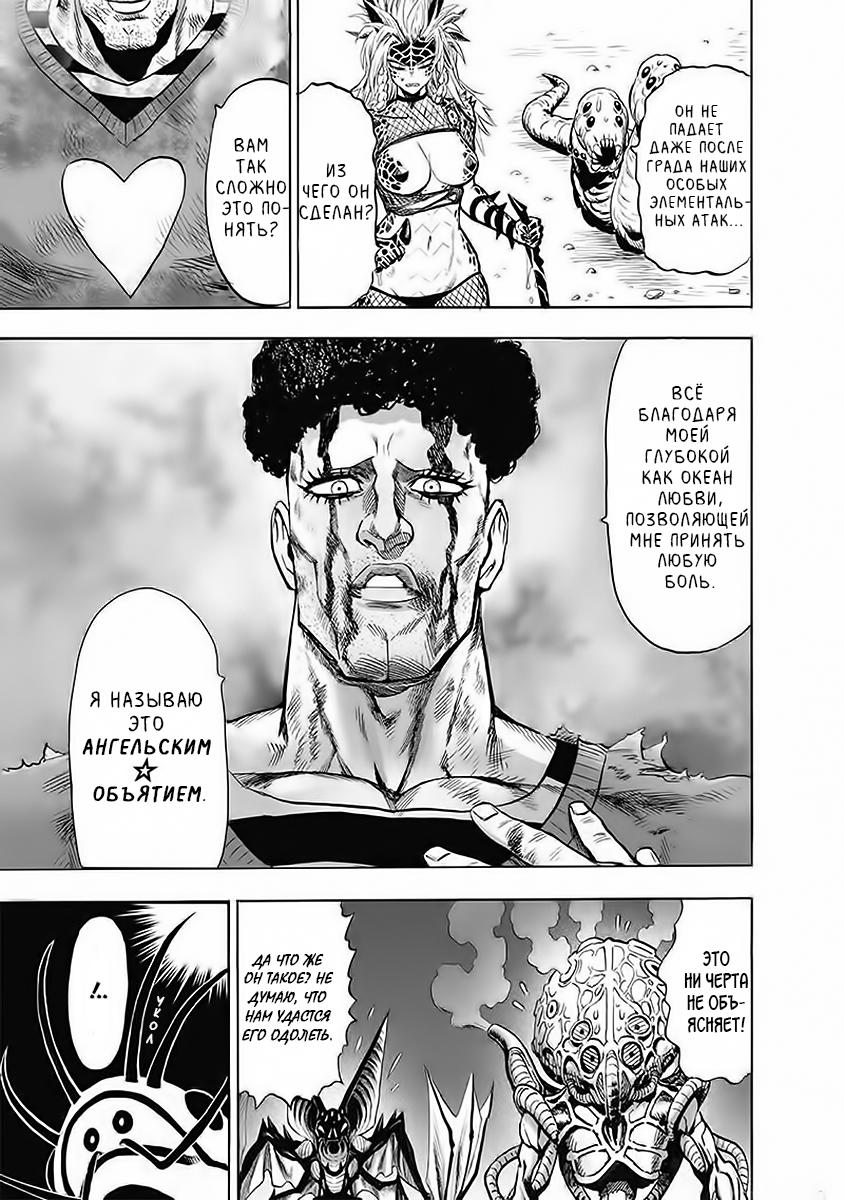 ОН НЕ
ПАДАЕТ
ДАЖЕ ПОСЛЕ
ГРАДА НАШИХ
ОСОБЫХ
ЭЛЕМЕНТАЛЬ-
НЫХ АТАК...
ИЗ
ЧЕГО ОН
СДЕЛАН?
ВАМ
ТАК
СЛОЖНО
ЭТО ПО-
НЯТЬ?
ВСЁ
БЛАГОДАРЯ
МОЕЙ
ГЛУБОКОЙ
КАК ОКЕАН
ЛЮБВИ,
ПОЗВОЛЯЮЩЕЙ
МНЕ ПРИНЯТЬ
ЛЮБУЮ
БОЛЬ.
Я НАЗЫВАЮ
ЭТО
АНГЕЛЬСКИМ
☆
ОБЪЯТИЕМ.
ЭТО
НИ ЧЕРТА
НЕ ОБЪ-
ЯСНЯЕТ!
ДА ЧТО ЖЕ
ОН ТАКОЕ? НЕ
ДУМАЮ, ЧТО
НАМ УДАСТСЯ
ЕГО ОДОЛЕТЬ.
!..
УКОЛ